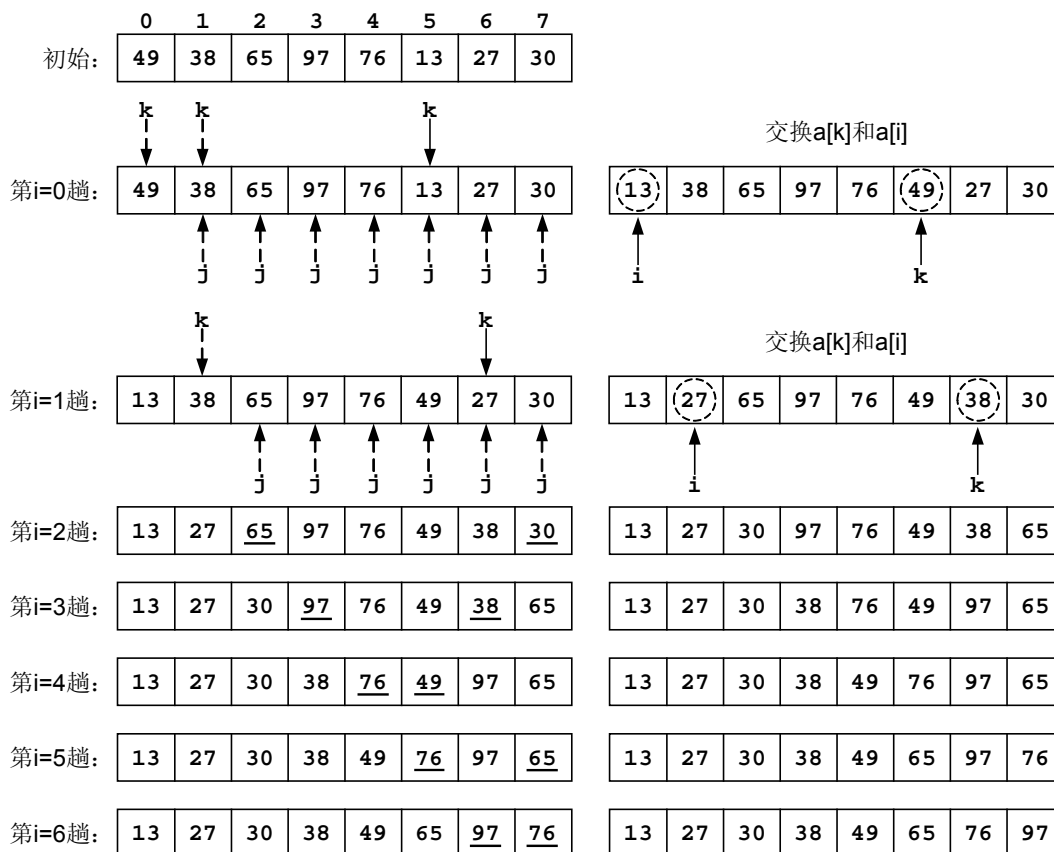 0 1 2 3 4 5 6 7
初始： 49 38 65 97 76 13 27 30
k k k
交换a[k]和a[i]
第i=0趟： 49 38 65 97 76 13 27 30 13 38 65 97 76 49 27 30
j j j j j j j i k
k k
交换a[k]和a[i]
第i=1趟： 13 38 65 97 76 49 27 30 13 27 65 97 76 49 38 30
j j j j j j i k
第i=2趟： 13 27 65 97 76 49 38 30 13 27 30 97 76 49 38 65
第i=3趟： 13 27 30 97 76 49 38 65 13 27 30 38 76 49 97 65
第i=4趟： 13 27 30 38 76 49 97 65 13 27 30 38 49 76 97 65
第i=5趟： 13 27 30 38 49 76 97 65 13 27 30 38 49 65 97 76
第i=6趟： 13 27 30 38 49 65 97 76 13 27 30 38 49 65 76 97